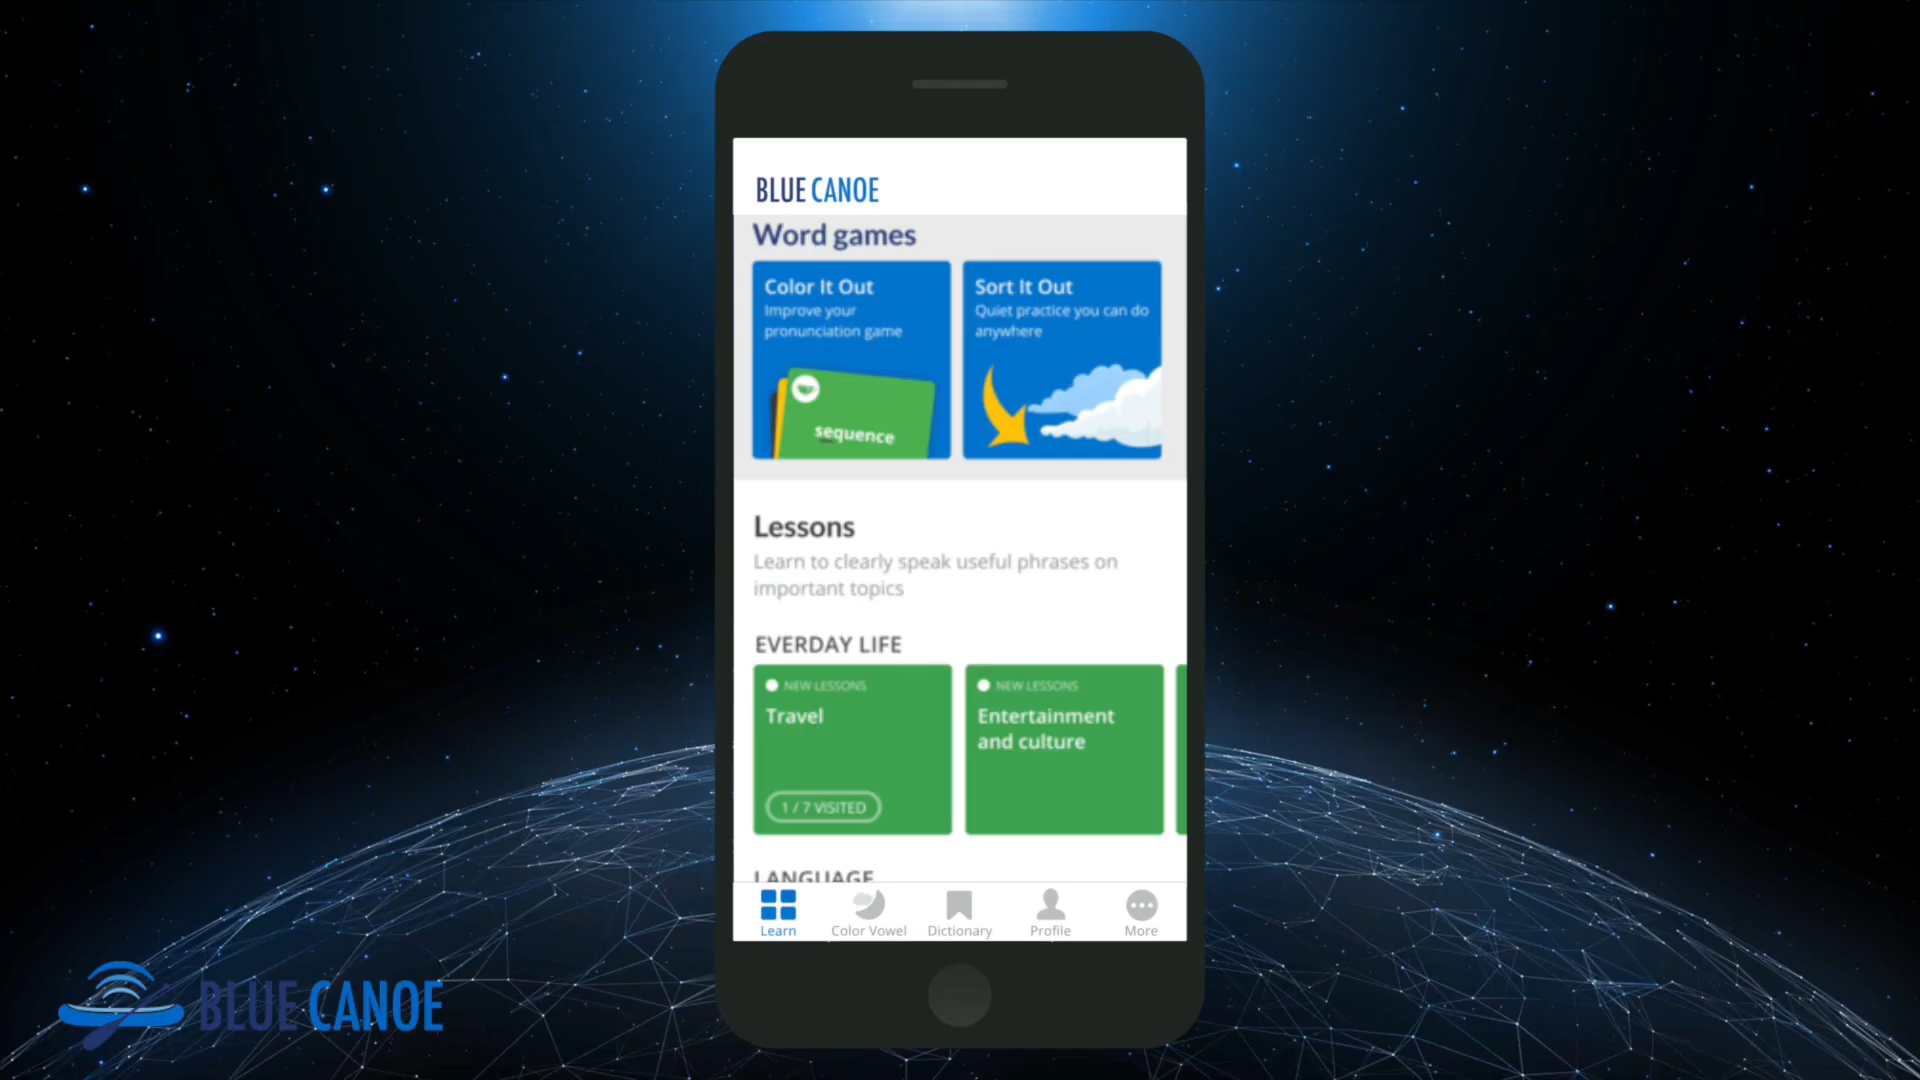 BLUE CANOE
Word games
Color It Out
Improve your
pronunciation game
sequence
Sort It Out
Quiet practice you can do
anywhere
Lessons
Learn to clearly speak useful phrases on
important topics
EVERDAY LIFE
NEW LESSONS
Travel
1 / 7 VISITED
NEW LESSONS
Entertainment
and culture
LANGUAGE
Learn
Color Vowel
Dictionary
Profile
More
BLUE CANOE